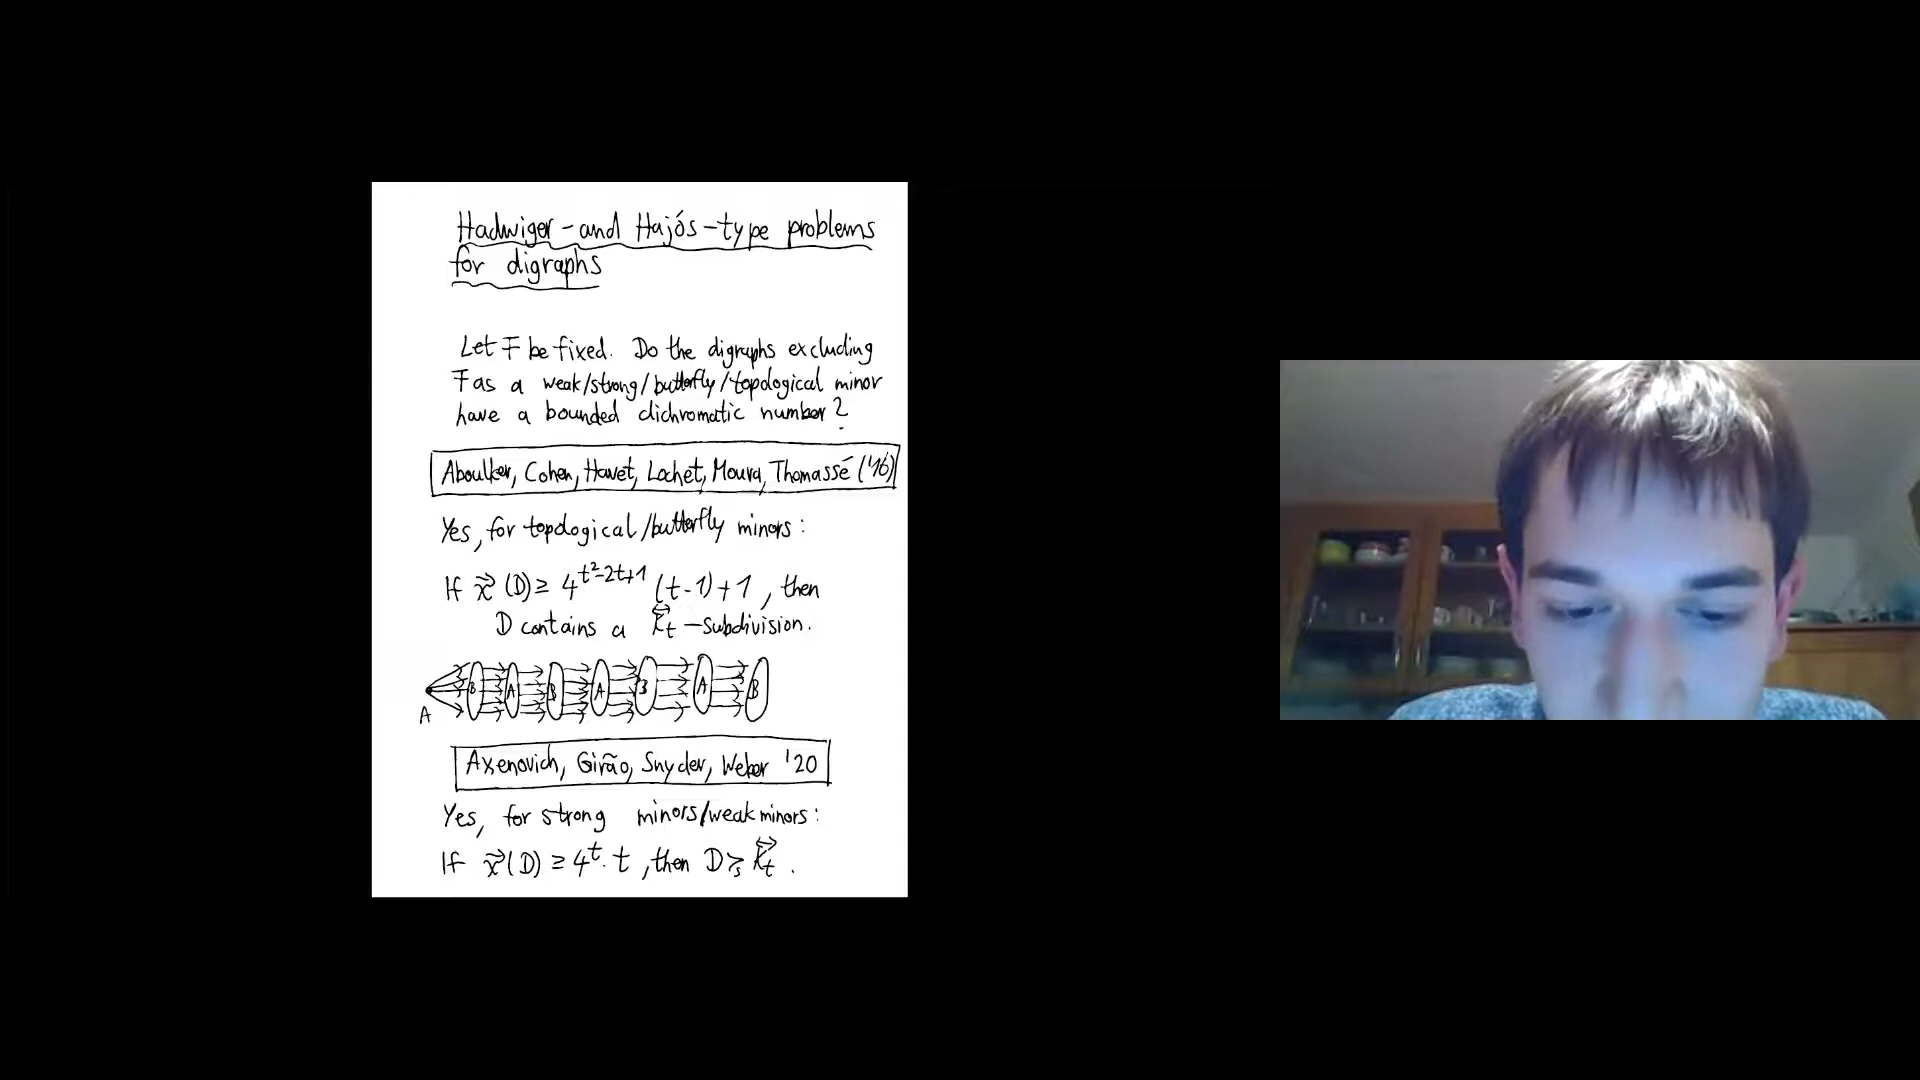 Hadwiger-and Hajós-type problems
for digraphs
Let F be fixed. Do the digraphs excluding
F as a weak/strong/butterfly/topological minor
have a bounded dichromatic number?
Aboulker, Cohen, Havet, Lochet, Moura, Thomassé ('16)
Yes, for topological/butterfly minors:
If χ⃗(D) ≥ 4^{t²-2t+1} (t-1)+1, then
D contains a K⃡_t-subdivision.
A B A B A B A B
Axenovich, Girão, Snyder, Weber '20
Yes, for strong minors/weak minors:
If χ⃗(D) ≥ 4^t · t, then D ≥_s K⃡_t.